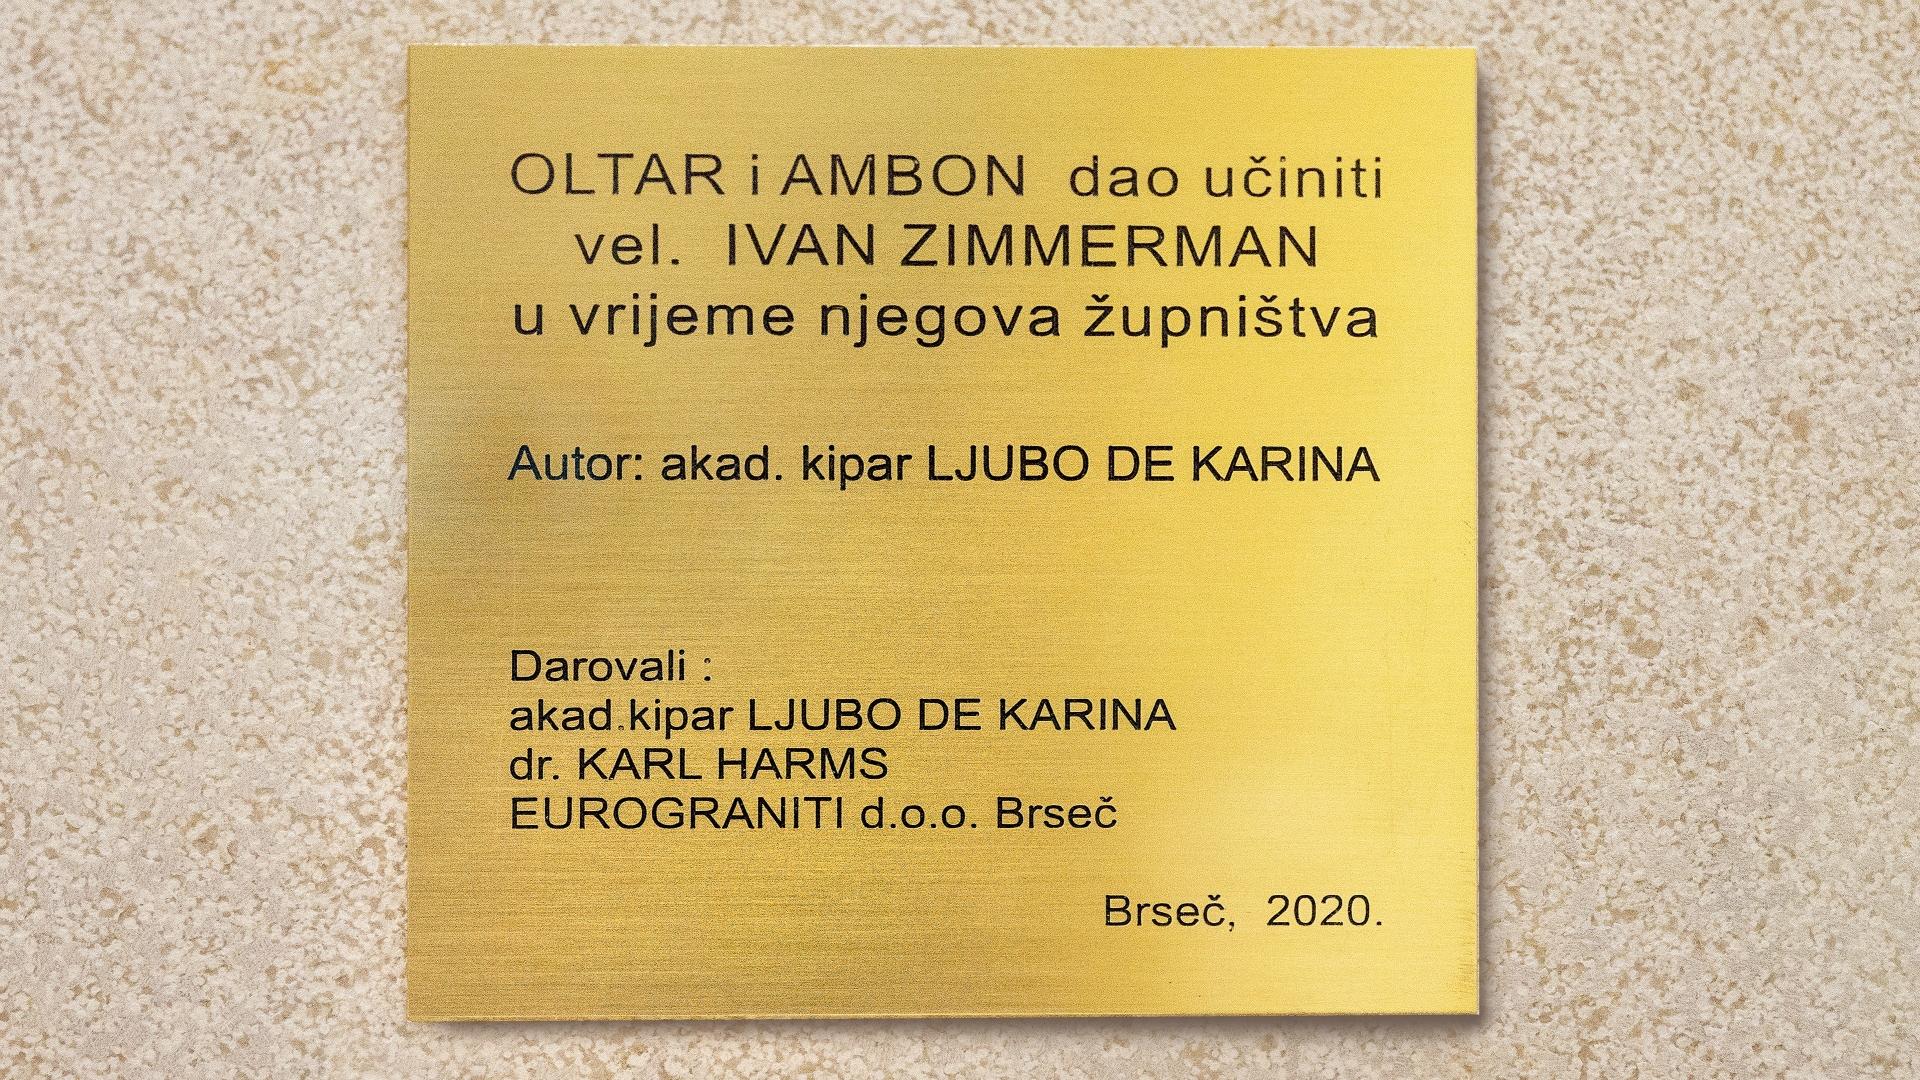 OLTAR i AMBON dao učiniti
vel. IVAN ZIMMERMAN
u vrijeme njegova župništva
Autor: akad. kipar LJUBO DE KARINA
Darovali :
akad.kipar LJUBO DE KARINA
dr. KARL HARMS
EUROGRANITI d.o.o. Brseč
Brseč, 2020.